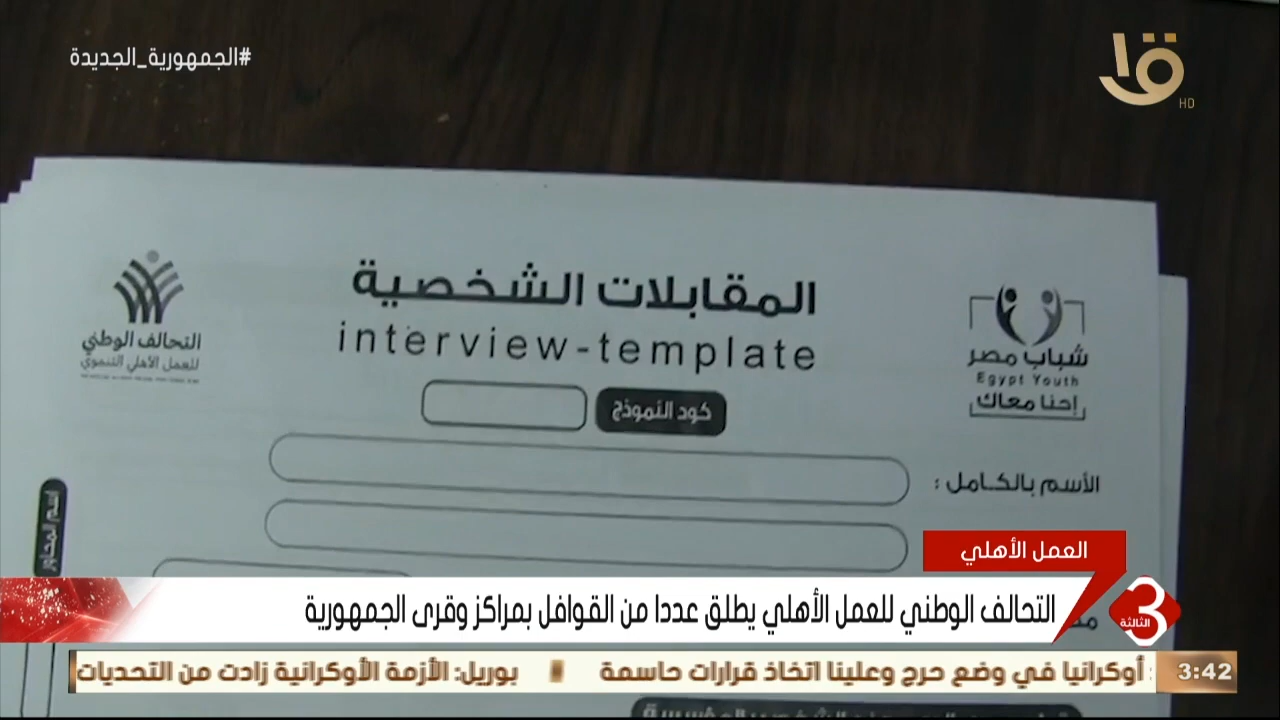 #الجمهورية_الجديدة
HD
المقابلات الشخصية
interview-template
التحالف الوطني
للعمل الأهلي التنموي
شباب مصر
Egypt Youth
إحنا معاك
كود النموذج
الأسم بالكامل :
اسم المحاور
العمل الأهلي
التحالف الوطني للعمل الأهلي يطلق عددا من القوافل بمراكز وقرى الجمهورية
3
الثالثة
: أوكرانيا في وضع حرج وعلينا اتخاذ قرارات حاسمة
بوريل: الأزمة الأوكرانية زادت من التحديات
3:42